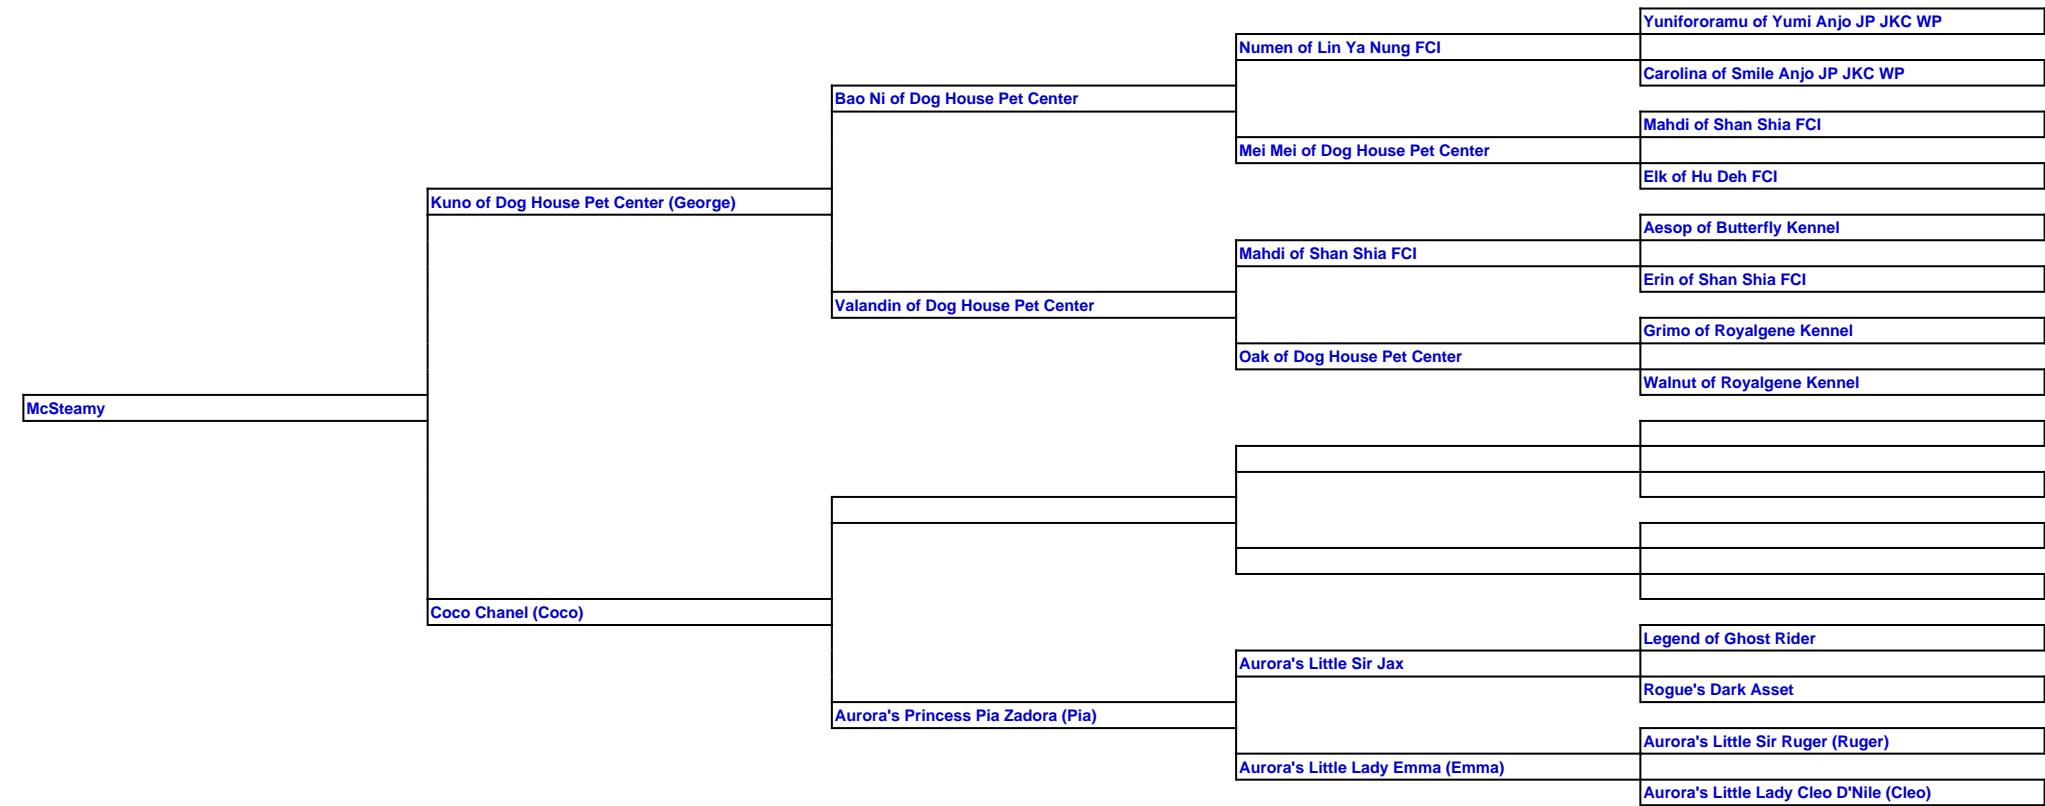 Yunifororamu of Yumi Anjo JP JKC WP
Numen of Lin Ya Nung FCI
Carolina of Smile Anjo JP JKC WP
Bao Ni of Dog House Pet Center
Mahdi of Shan Shia FCI
Mei Mei of Dog House Pet Center
Elk of Hu Deh FCI
Kuno of Dog House Pet Center (George)
Aesop of Butterfly Kennel
Mahdi of Shan Shia FCI
Erin of Shan Shia FCI
Valandin of Dog House Pet Center
Grimo of Royalgene Kennel
Oak of Dog House Pet Center
Walnut of Royalgene Kennel
McSteamy
Coco Chanel (Coco)
Legend of Ghost Rider
Aurora's Little Sir Jax
Rogue's Dark Asset
Aurora's Princess Pia Zadora (Pia)
Aurora's Little Sir Ruger (Ruger)
Aurora's Little Lady Emma (Emma)
Aurora's Little Lady Cleo D'Nile (Cleo)